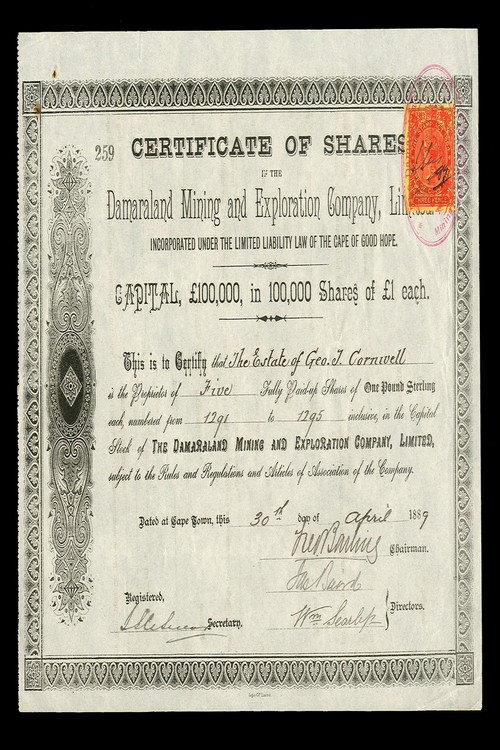 259 CERTIFICATE OF SHARES
IN THE
Damaraland Mining and Exploration Company,
INCORPORATED UNDER THE LIMITED LIABILITY LAW OF THE CAPE OF GOOD HOPE.
CAPITAL, £100,000, in 100,000 Shares of £1 each.
This is to Certify that The Estate of Geo. J. Cornwell
is the Proprietor of Five Fully Paid-up Shares of One Pound Sterling
each, numbered from 1291 to 1295 inclusive, in the Capital
Stock of THE DAMARALAND MINING AND EXPLORATION COMPANY, LIMITED,
subject to the Rules and Regulations and Articles of Association of the Company.
Dated at Cape Town, this 30th day of April 1889
Chairman.
Registered,
Secretary.
Wm Directors.
THREE PENCE